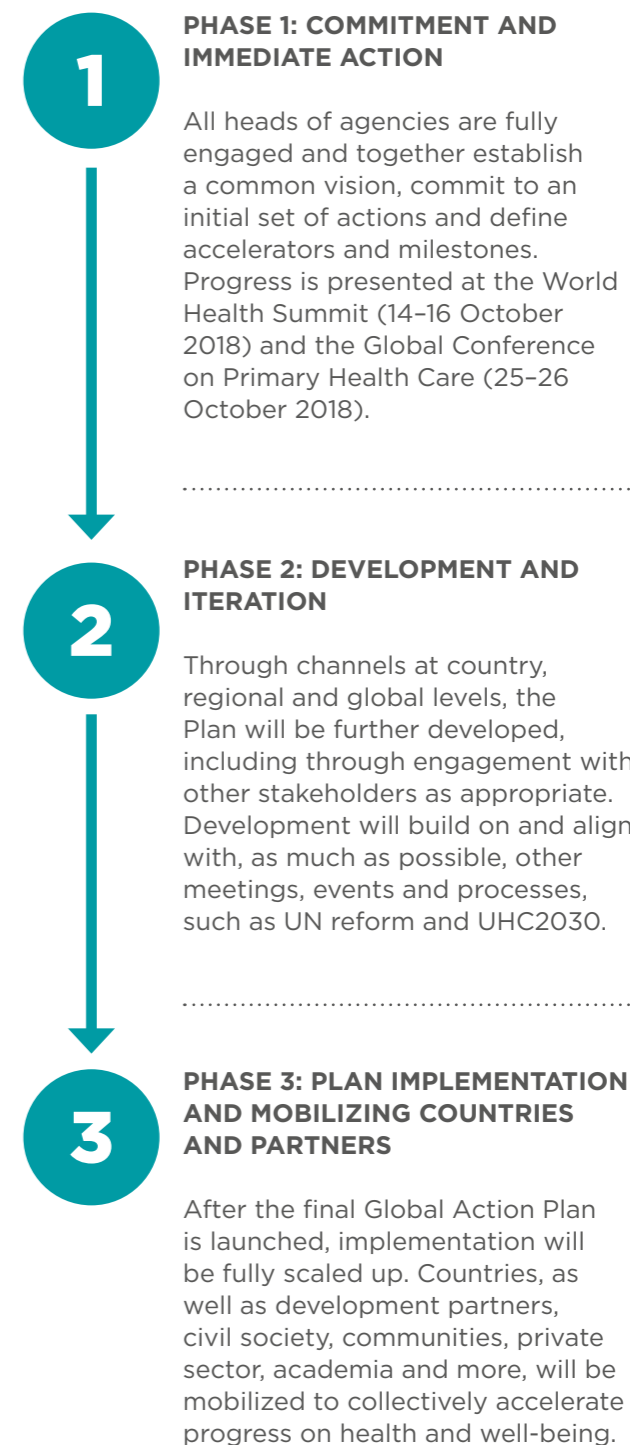 1
PHASE 1: COMMITMENT AND
IMMEDIATE ACTION
All heads of agencies are fully
engaged and together establish
a common vision, commit to an
initial set of actions and define
accelerators and milestones.
Progress is presented at the World
Health Summit (14–16 October
2018) and the Global Conference
on Primary Health Care (25–26
October 2018).
2
PHASE 2: DEVELOPMENT AND
ITERATION
Through channels at country,
regional and global levels, the
Plan will be further developed,
including through engagement with
other stakeholders as appropriate.
Development will build on and align
with, as much as possible, other
meetings, events and processes,
such as UN reform and UHC2030.
3
PHASE 3: PLAN IMPLEMENTATION
AND MOBILIZING COUNTRIES
AND PARTNERS
After the final Global Action Plan
is launched, implementation will
be fully scaled up. Countries, as
well as development partners,
civil society, communities, private
sector, academia and more, will be
mobilized to collectively accelerate
progress on health and well-being.